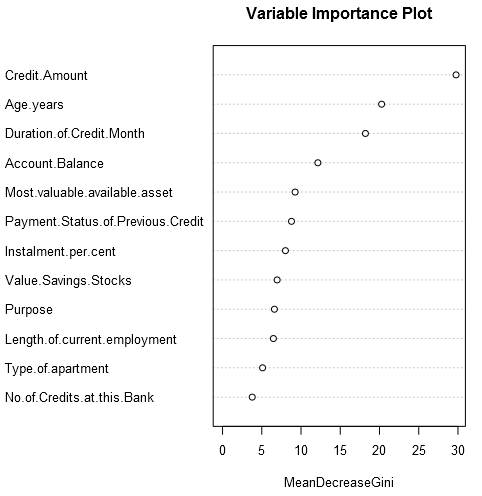 Variable Importance Plot
Credit.Amount
Age.years
Duration.of.Credit.Month
Account.Balance
Most.valuable.available.asset
Payment.Status.of.Previous.Credit
Instalment.per.cent
Value.Savings.Stocks
Purpose
Length.of.current.employment
Type.of.apartment
No.of.Credits.at.this.Bank
0 5 10 15 20 25 30
MeanDecreaseGini